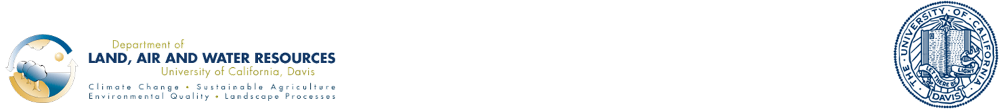 Department of
LAND, AIR AND WATER RESOURCES
University of California, Davis
Climate Change • Sustainable Agriculture
Environmental Quality • Landscape Processes
THE UNIVERSITY OF CALIFORNIA
LET THERE BE LIGHT
DAVIS